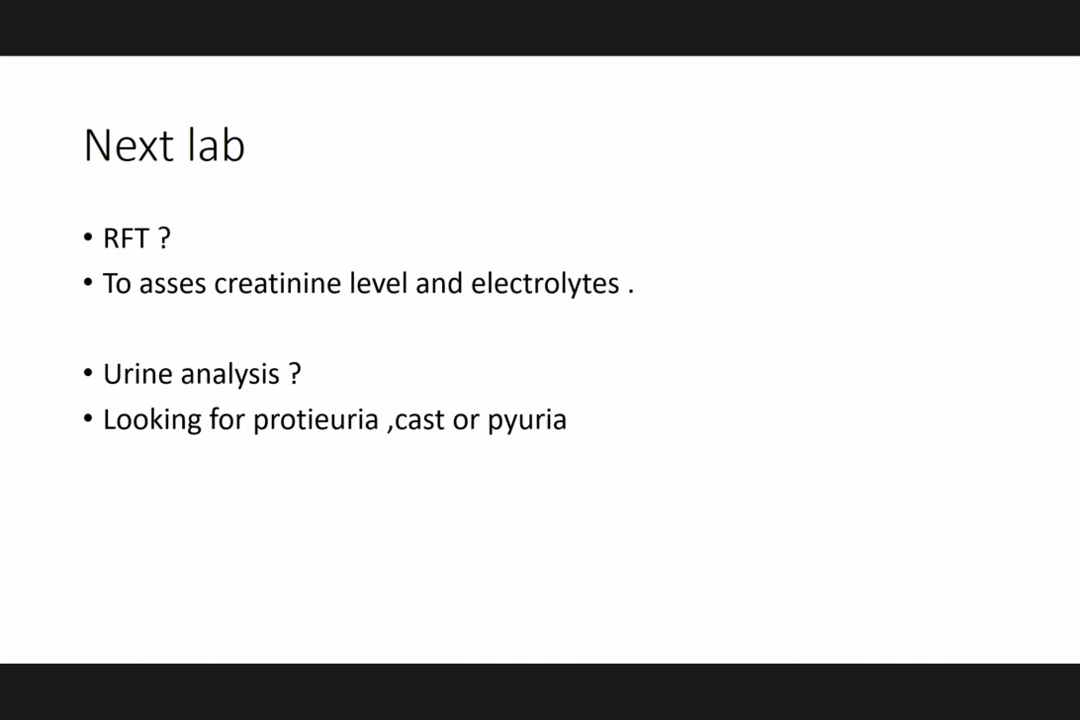 Next lab
• RFT ?
• To asses creatinine level and electrolytes .
• Urine analysis ?
• Looking for protieuria ,cast or pyuria